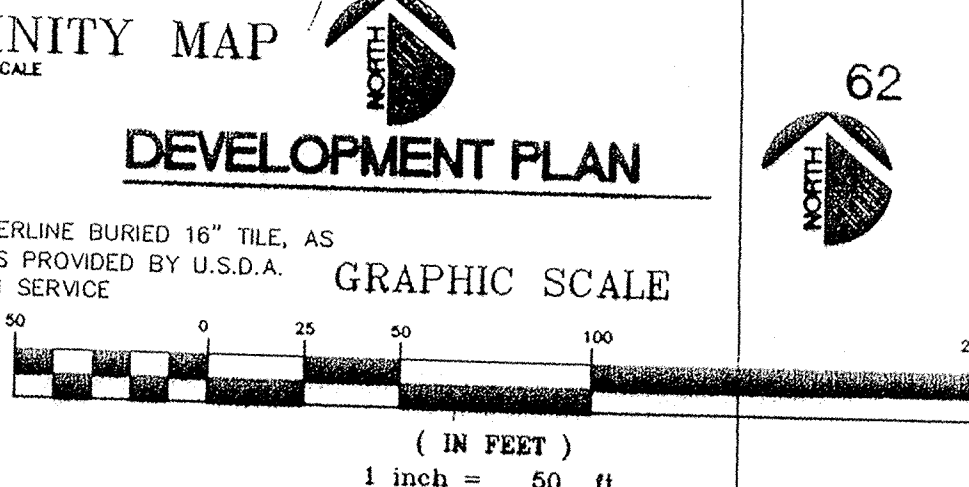 INITY MAP
CALE
NORTH
62
NORTH
DEVELOPMENT PLAN
ERLINE BURIED 16" TILE, AS
S PROVIDED BY U.S.D.A.
SERVICE
GRAPHIC SCALE
50 0 25 50 100 2
( IN FEET )
1 inch = 50 ft